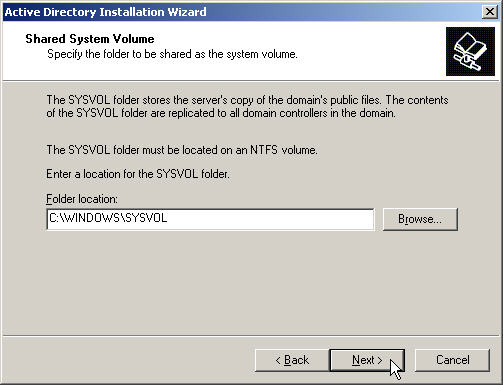 Active Directory Installation Wizard
Shared System Volume
Specify the folder to be shared as the system volume.
The SYSVOL folder stores the server's copy of the domain's public files. The contents
of the SYSVOL folder are replicated to all domain controllers in the domain.
The SYSVOL folder must be located on an NTFS volume.
Enter a location for the SYSVOL folder.
Folder location:
C:\WINDOWS\SYSVOL
Browse...
< Back
Next >
Cancel